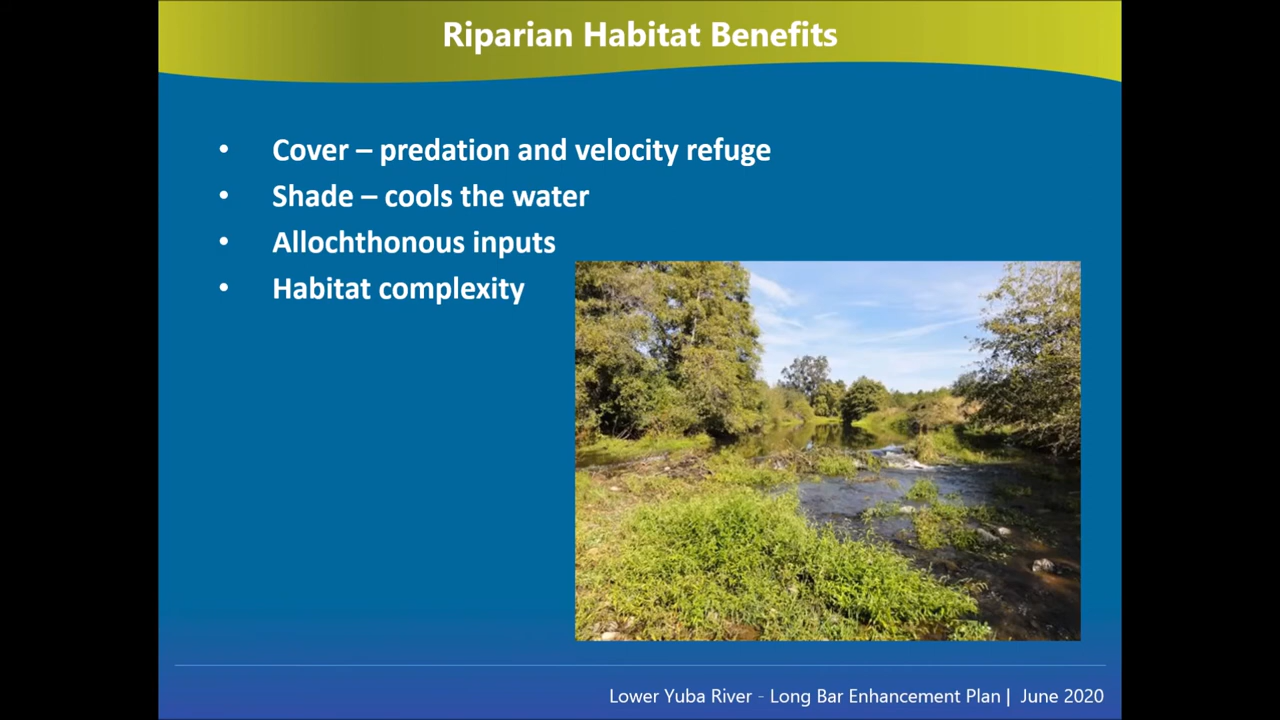 Riparian Habitat Benefits
• Cover – predation and velocity refuge
• Shade – cools the water
• Allochthonous inputs
• Habitat complexity
Lower Yuba River - Long Bar Enhancement Plan | June 2020